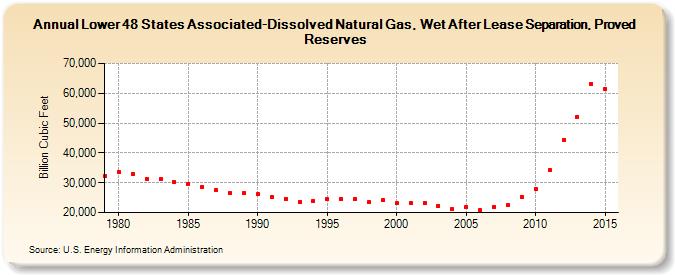 Annual Lower 48 States Associated-Dissolved Natural Gas, Wet After Lease Separation, Proved
Reserves
Billion Cubic Feet
70,000
60,000
50,000
40,000
30,000
20,000
1980 1985 1990 1995 2000 2005 2010 2015
Source: U.S. Energy Information Administration